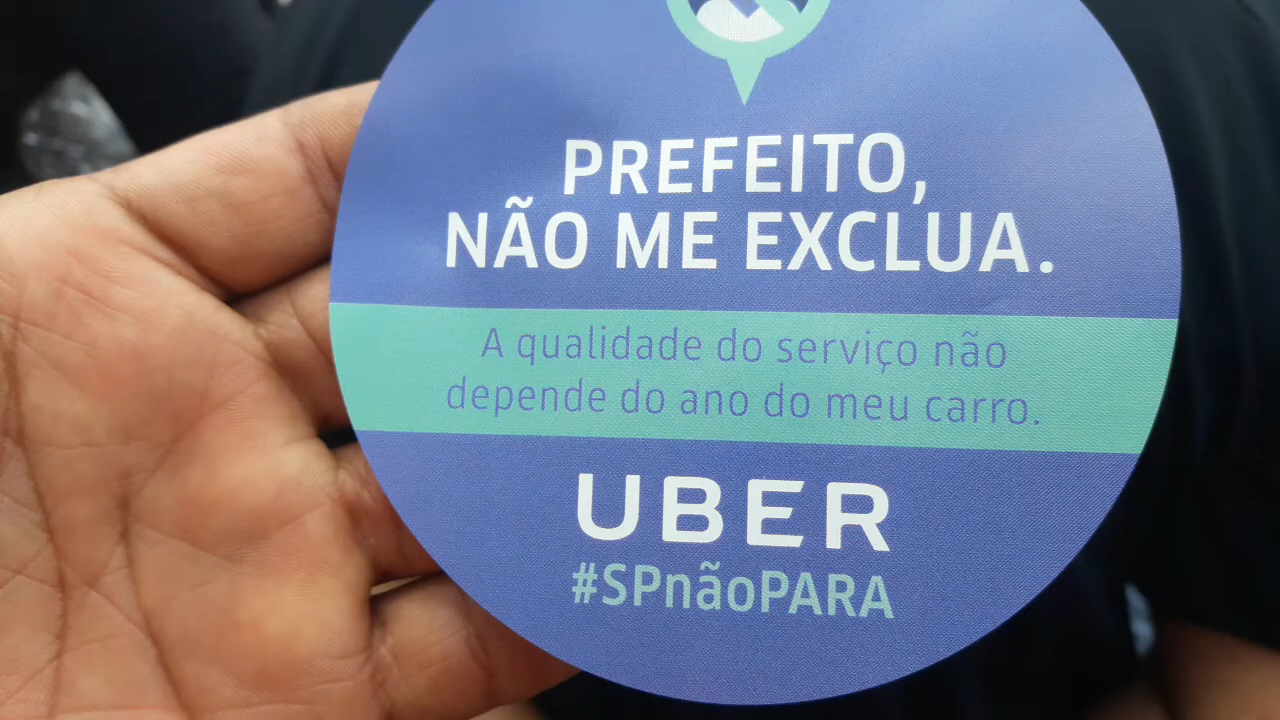 PREFEITO,
NÃO ME EXCLUA.
A qualidade do serviço não
depende do ano do meu carro.
UBER
#SPnãoPARA